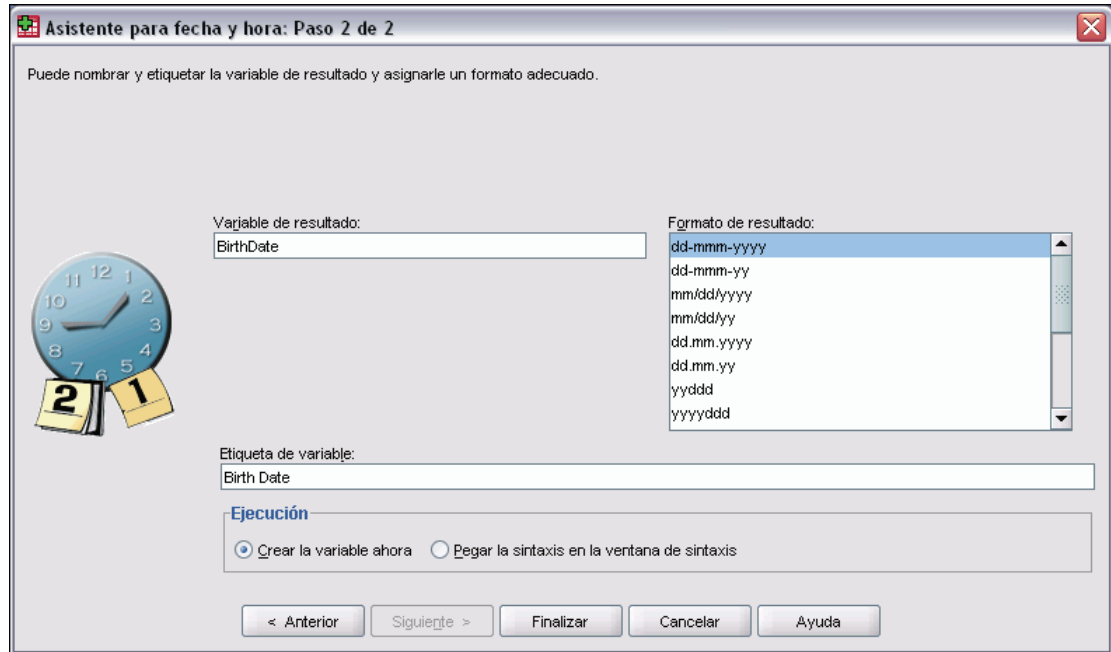 Asistente para fecha y hora: Paso 2 de 2
Puede nombrar y etiquetar la variable de resultado y asignarle un formato adecuado.
Variable de resultado:
BirthDate
Formato de resultado:
dd-mmm-yyyy
dd-mmm-yy
mm/dd/yyyy
mm/dd/yy
dd.mm.yyyy
dd.mm.yy
yyddd
yyyyddd
11 12 1
10 2
9 3
8 4
7 6 5
2 1
Etiqueta de variable:
Birth Date
Ejecución
Crear la variable ahora Pegar la sintaxis en la ventana de sintaxis
< Anterior Siguiente > Finalizar Cancelar Ayuda